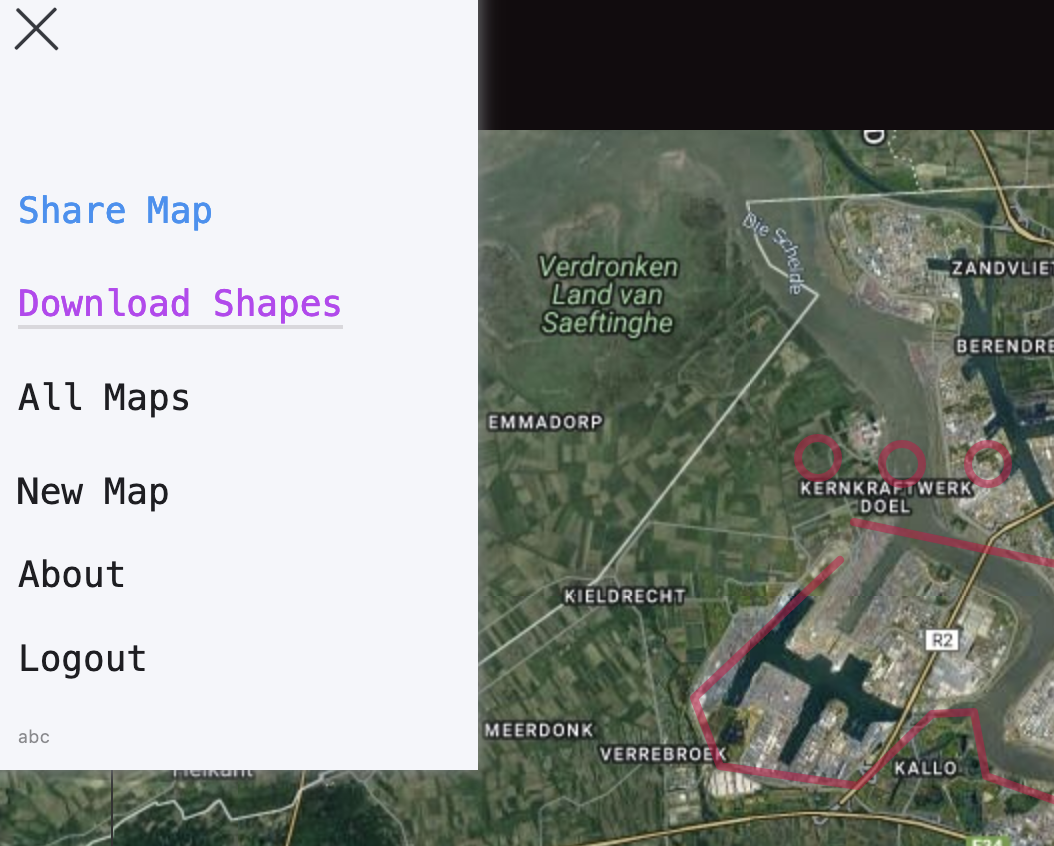 Share Map
Download Shapes
All Maps
New Map
About
Logout
abc
Die Schelde
Verdronken
Land van
Saeftinghe
ZANDVLIET
BERENDRE
EMMADORP
KERNKRAFTWERK
DOEL
KIELDRECHT
R2
MEERDONK
VERREBROEK
KALLO
Heikant
E34